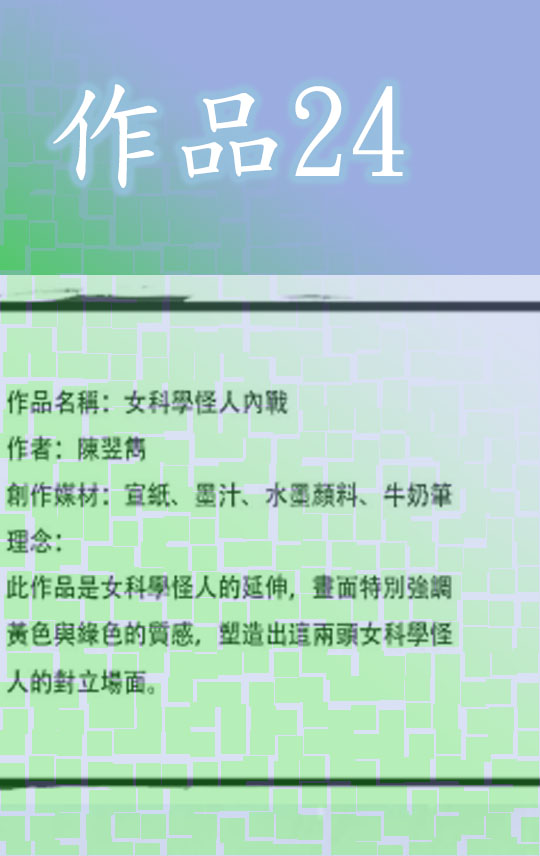 作品24
作品名稱：女科學怪人內戰
作者：陳翌雋
創作媒材：宣紙、墨汁、水墨顏料、牛奶筆
理念：
此作品是女科學怪人的延伸，畫面特別強調
黃色與綠色的質感，塑造出這兩頭女科學怪
人的對立場面。